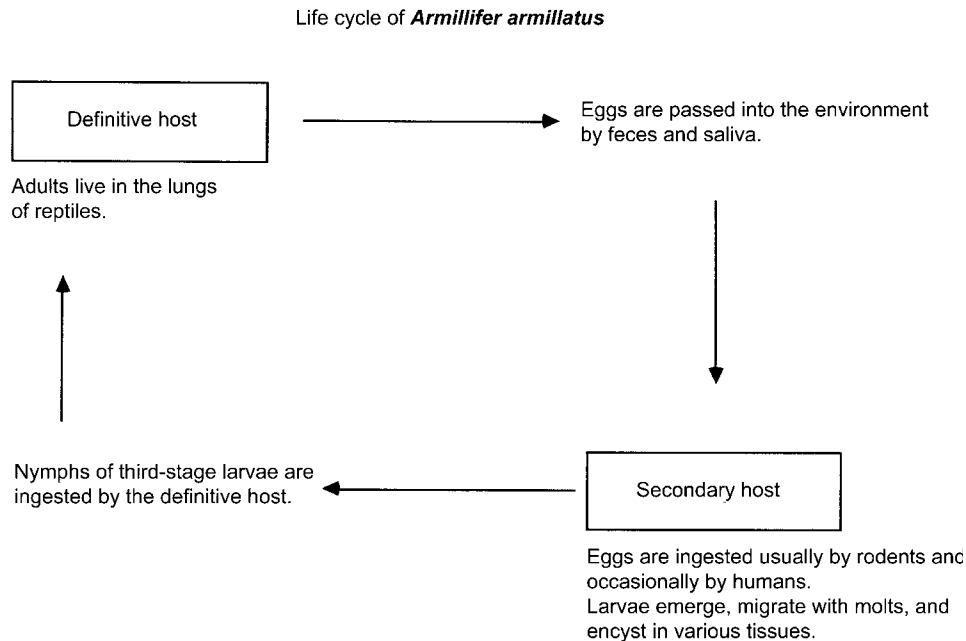 Life cycle of Armillifer armillatus
Definitive host
Eggs are passed into the environment
by feces and saliva.
Adults live in the lungs
of reptiles.
Nymphs of third-stage larvae are
ingested by the definitive host.
Secondary host
Eggs are ingested usually by rodents and
occasionally by humans.
Larvae emerge, migrate with molts, and
encyst in various tissues.